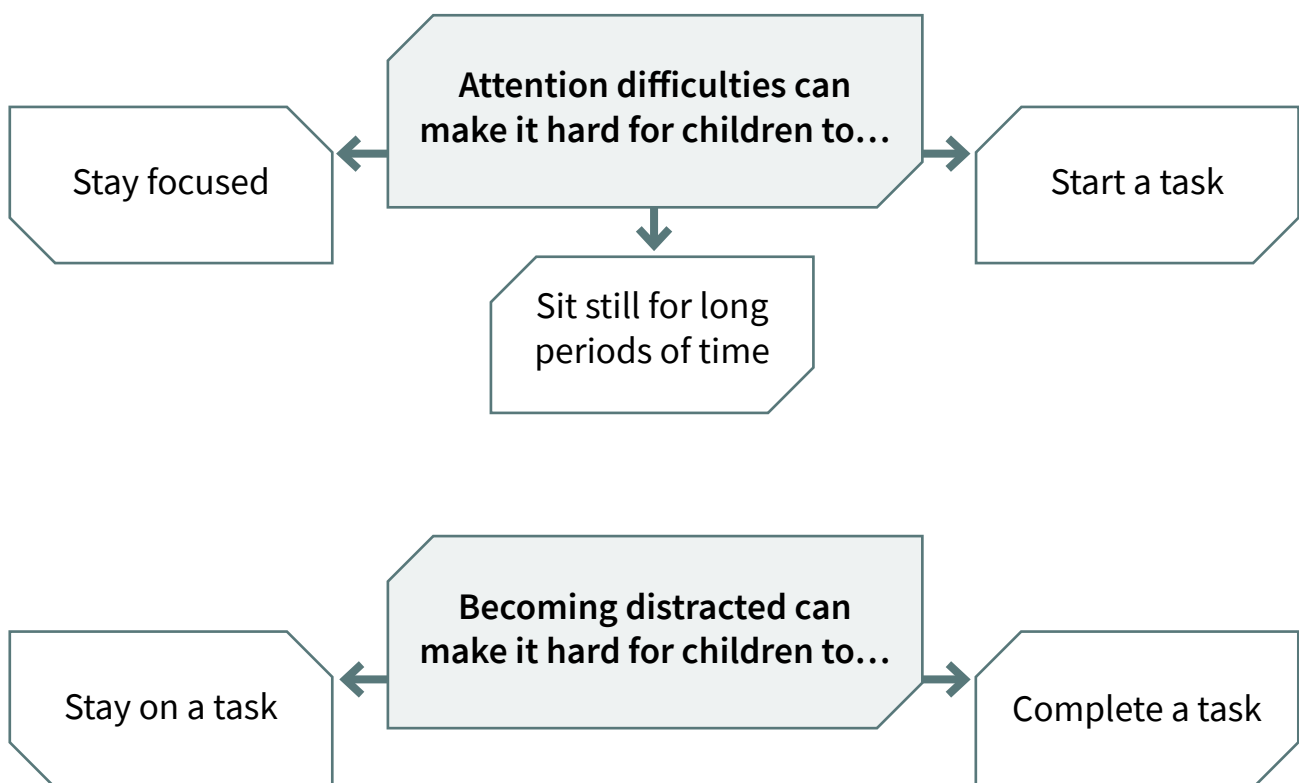 Attention difficulties can
make it hard for children to…
Stay focused
Start a task
Sit still for long
periods of time
Becoming distracted can
make it hard for children to…
Stay on a task
Complete a task